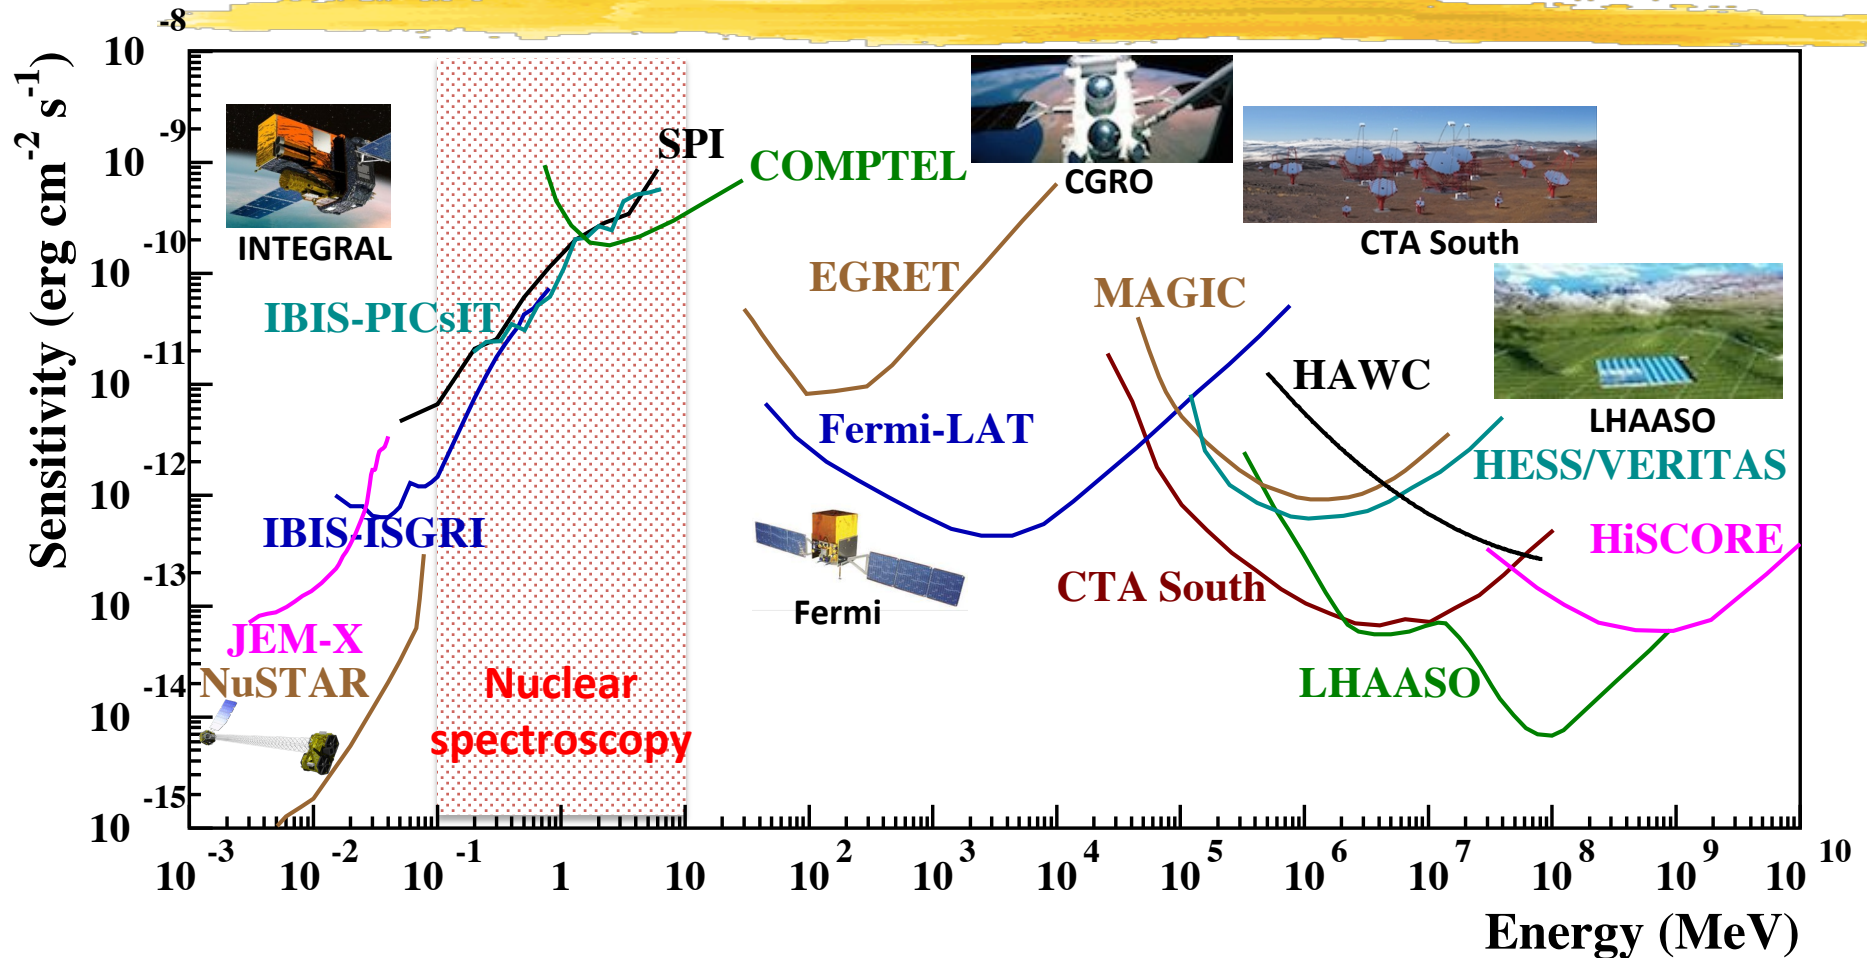 10^-8
10^-9
10^-10
10^-11
10^-12
10^-13
10^-14
10^-15
Sensitivity (erg cm^-2 s^-1)
INTEGRAL
SPI
COMPTEL
CGRO
CTA South
IBIS-PICsIT
EGRET
MAGIC
HAWC
LHAASO
Fermi-LAT
HESS/VERITAS
IBIS-ISGRI
HiSCORE
CTA South
Fermi
JEM-X
NuSTAR
Nuclear
spectroscopy
LHAASO
10^-3 10^-2 10^-1 1 10 10^2 10^3 10^4 10^5 10^6 10^7 10^8 10^9 10^10
Energy (MeV)